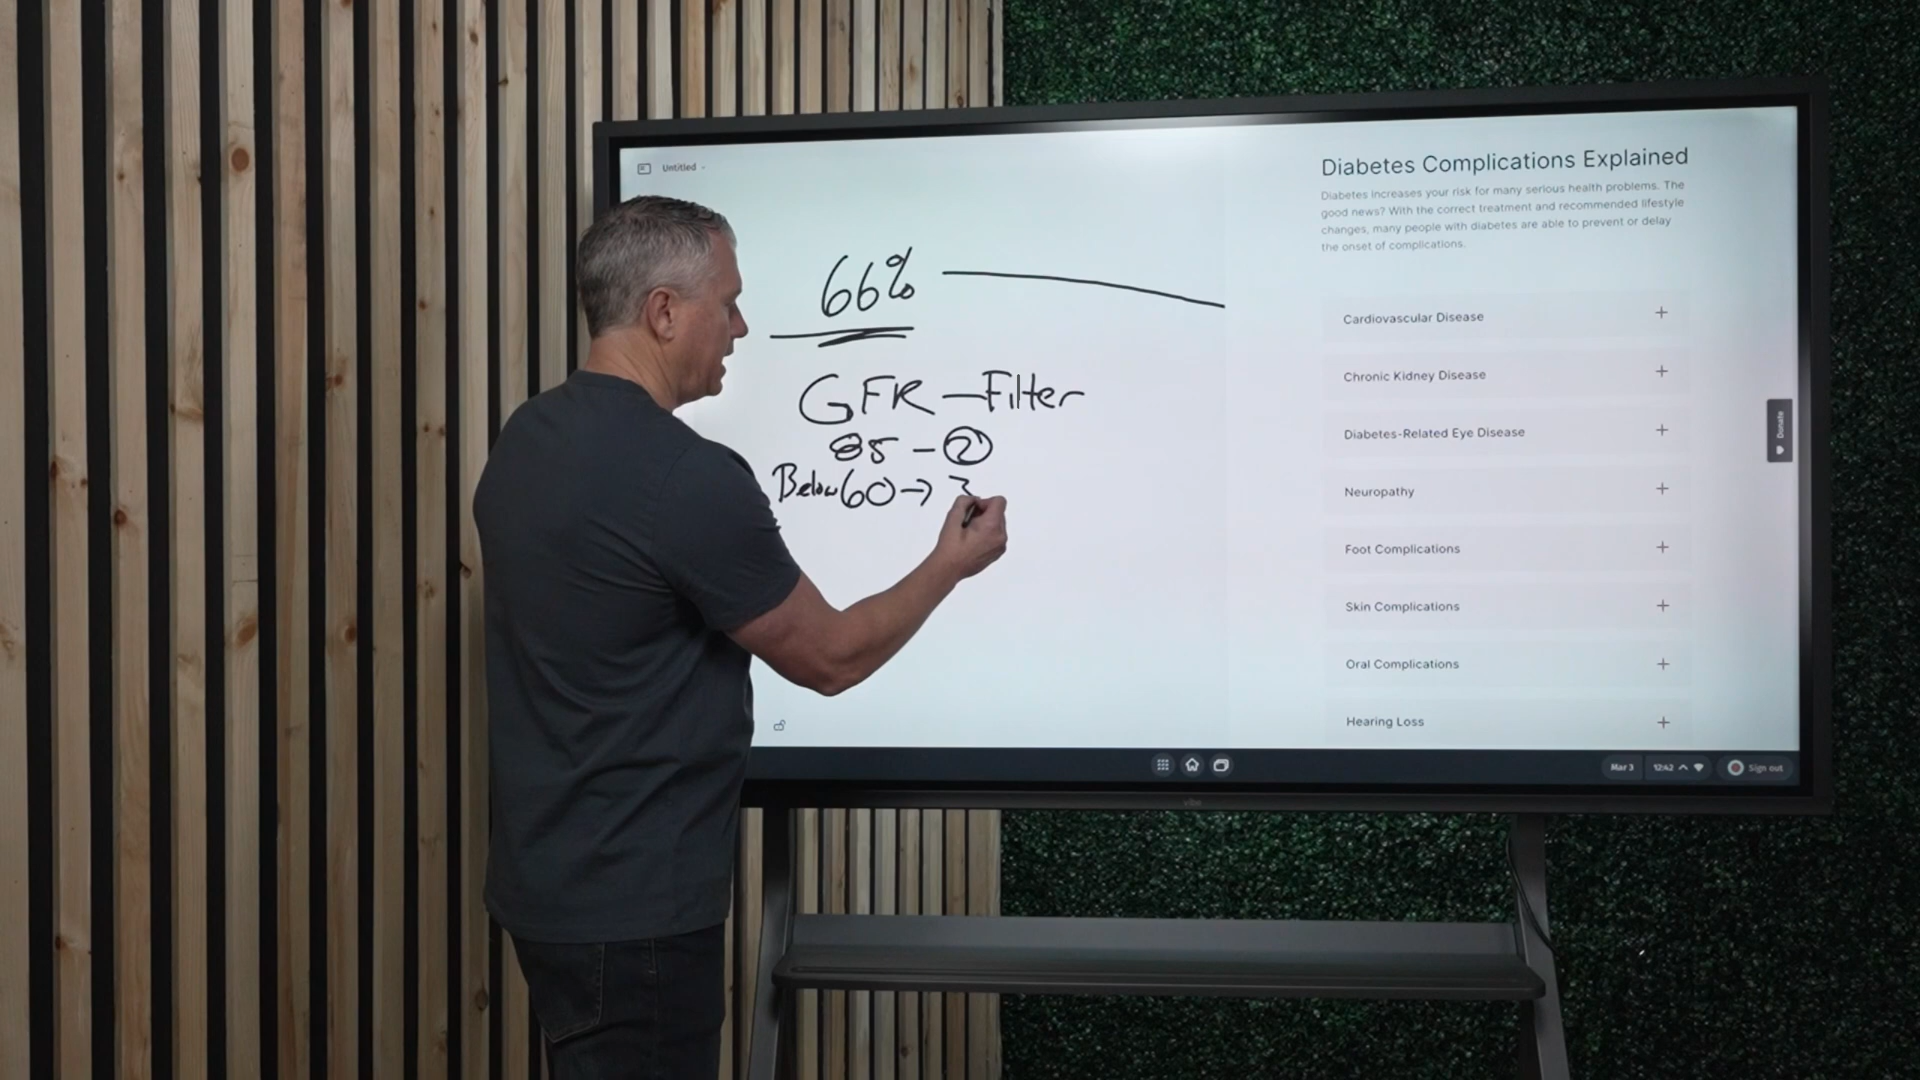 Untitled
66%
GFR – Filter
85 – 2
Below 60 → 3
Diabetes Complications Explained
Diabetes increases your risk for many serious health problems. The
good news? With the correct treatment and recommended lifestyle
changes, many people with diabetes are able to prevent or delay
the onset of complications.
Cardiovascular Disease +
Chronic Kidney Disease +
Diabetes-Related Eye Disease +
Neuropathy +
Foot Complications +
Skin Complications +
Oral Complications +
Hearing Loss +
Donate
Mar 3 12:42 Sign out
vibe